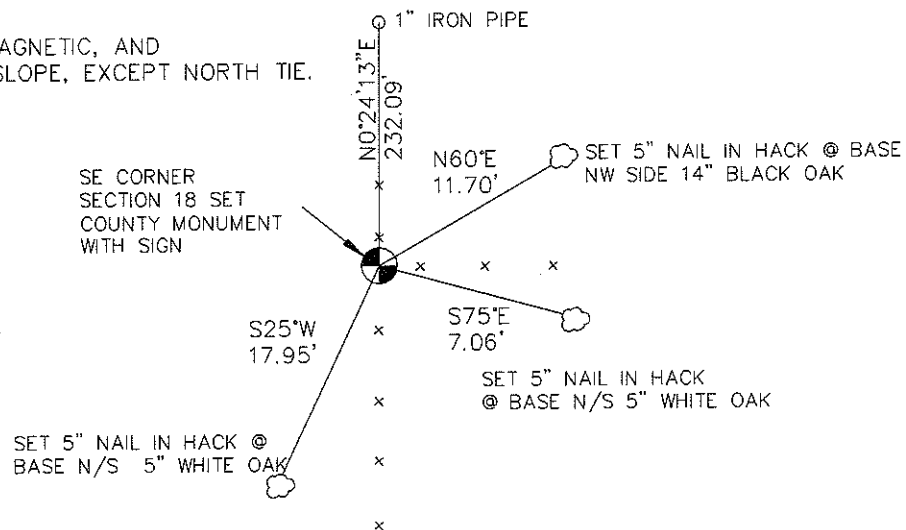 1" IRON PIPE
AGNETIC, AND
SLOPE, EXCEPT NORTH TIE.
N0°24'13"E
232.09'
N60°E
11.70'
SET 5" NAIL IN HACK @ BASE
NW SIDE 14" BLACK OAK
SE CORNER
SECTION 18 SET
COUNTY MONUMENT
WITH SIGN
S75°E
7.06'
S25°W
17.95'
SET 5" NAIL IN HACK
@ BASE N/S 5" WHITE OAK
SET 5" NAIL IN HACK @
BASE N/S 5" WHITE OAK